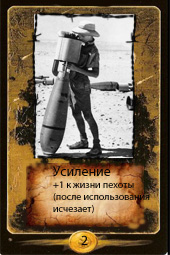 Усиление
+1 к жизни пехоты
(после использования
исчезает)
2